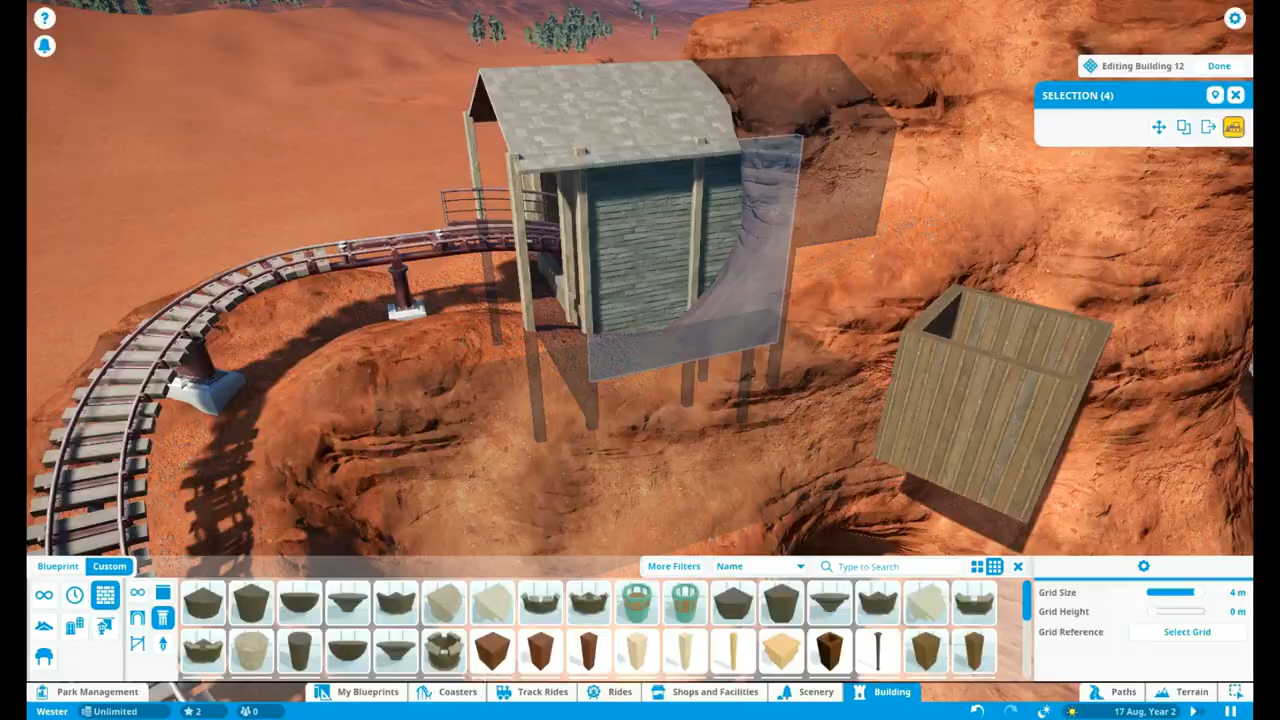 ?
Editing Building 12 Done
SELECTION (4)
Blueprint Custom More Filters Name Type to Search
Grid Size 4 m
Grid Height 0 m
Grid Reference Select Grid
Park Management My Blueprints Coasters Track Rides Rides Shops and Facilities Scenery Building Paths Terrain
Wester Unlimited 2 0 17 Aug, Year 2